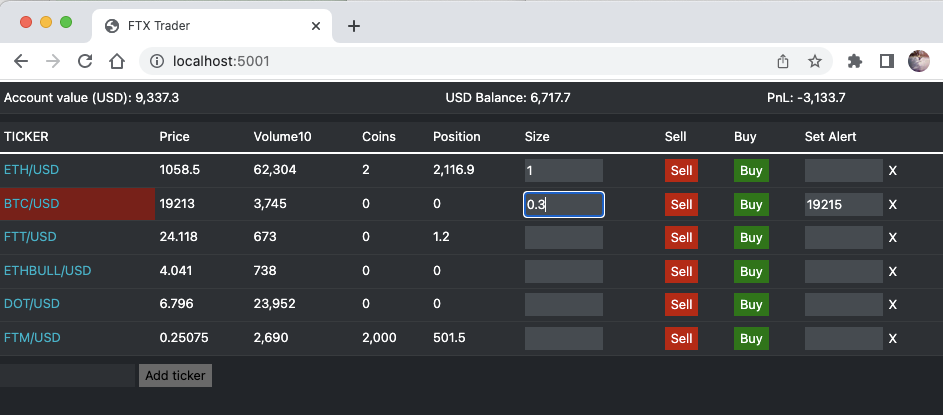 FTX Trader
localhost:5001
Account value (USD): 9,337.3 USD Balance: 6,717.7 PnL: -3,133.7
TICKER Price Volume10 Coins Position Size Sell Buy Set Alert
ETH/USD 1058.5 62,304 2 2,116.9 1 Sell Buy X
BTC/USD 19213 3,745 0 0 0.3 Sell Buy 19215 X
FTT/USD 24.118 673 0 1.2 Sell Buy X
ETHBULL/USD 4.041 738 0 0 Sell Buy X
DOT/USD 6.796 23,952 0 0 Sell Buy X
FTM/USD 0.25075 2,690 2,000 501.5 Sell Buy X
Add ticker